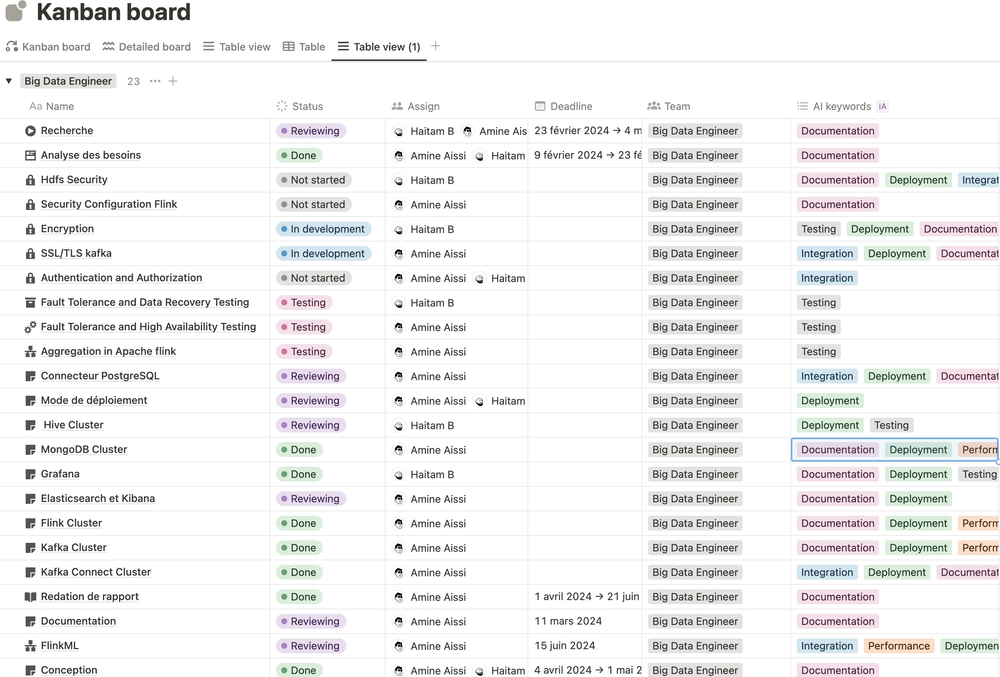 Kanban board
Kanban board Detailed board Table view Table Table view (1)
Big Data Engineer 23
Aa Name Status Assign Deadline Team AI keywords IA
Recherche Reviewing Haitam B Amine Ais 23 février 2024 → 4 m Big Data Engineer Documentation
Analyse des besoins Done Amine Aissi Haitam 9 février 2024 → 23 fé Big Data Engineer Documentation
Hdfs Security Not started Haitam B Big Data Engineer Documentation Deployment Integrat
Security Configuration Flink Not started Amine Aissi Big Data Engineer Documentation
Encryption In development Haitam B Big Data Engineer Testing Deployment Documentation
SSL/TLS kafka In development Amine Aissi Big Data Engineer Integration Deployment Documentat
Authentication and Authorization Not started Amine Aissi Haitam Big Data Engineer Integration
Fault Tolerance and Data Recovery Testing Testing Haitam B Big Data Engineer Testing
Fault Tolerance and High Availability Testing Testing Amine Aissi Big Data Engineer Testing
Aggregation in Apache flink Testing Amine Aissi Big Data Engineer Testing
Connecteur PostgreSQL Reviewing Amine Aissi Big Data Engineer Integration Deployment Documentat
Mode de déploiement Reviewing Amine Aissi Haitam Big Data Engineer Deployment
Hive Cluster Reviewing Haitam B Big Data Engineer Deployment Testing
MongoDB Cluster Done Amine Aissi Big Data Engineer Documentation Deployment Perform
Grafana Done Haitam B Big Data Engineer Documentation Deployment Testing
Elasticsearch et Kibana Reviewing Amine Aissi Big Data Engineer Documentation Deployment
Flink Cluster Done Amine Aissi Big Data Engineer Documentation Deployment Perform
Kafka Cluster Done Amine Aissi Big Data Engineer Documentation Deployment Perform
Kafka Connect Cluster Done Amine Aissi Big Data Engineer Integration Deployment Documentat
Redation de rapport Done Amine Aissi 1 avril 2024 → 21 juin Big Data Engineer Documentation
Documentation Reviewing Amine Aissi 11 mars 2024 Big Data Engineer Documentation
FlinkML Reviewing Amine Aissi 15 juin 2024 Big Data Engineer Integration Performance Deploymen
Conception Done Amine Aissi Haitam 4 avril 2024 → 1 mai 2 Big Data Engineer Documentation